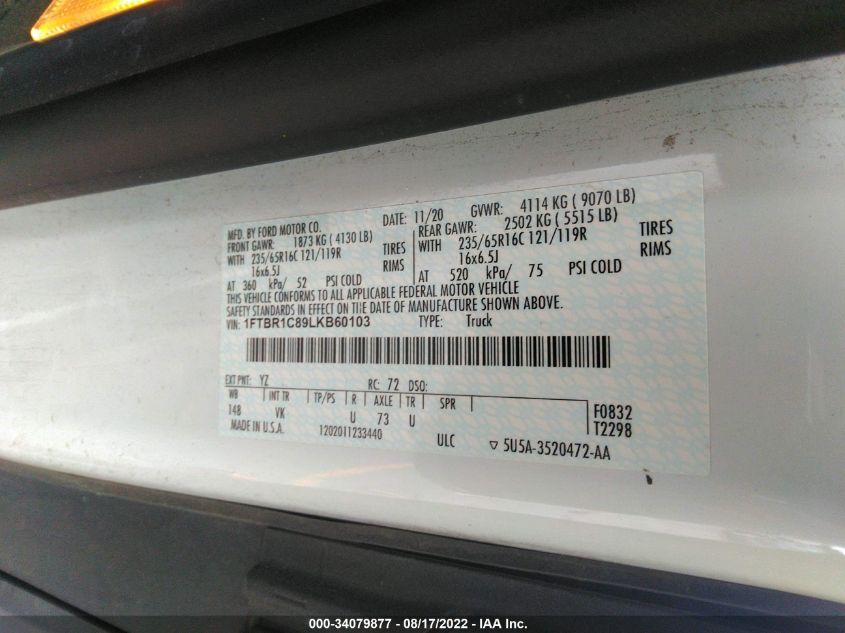 MFD. BY FORD MOTOR CO. DATE: 11/20 GVWR: 4114 KG ( 9070 LB)
FRONT GAWR: 1873 KG ( 4130 LB) REAR GAWR: 2502 KG ( 5515 LB)
WITH 235/65R16C 121/119R TIRES WITH 235/65R16C 121/119R TIRES
16x6.5J RIMS 16x6.5J RIMS
AT 360 kPa/ 52 PSI COLD AT 520 kPa/ 75 PSI COLD
THIS VEHICLE CONFORMS TO ALL APPLICABLE FEDERAL MOTOR VEHICLE
SAFETY STANDARDS IN EFFECT ON THE DATE OF MANUFACTURE SHOWN ABOVE.
VIN: 1FTBR1C89LKB60103 TYPE: Truck
EXT PNT: YZ RC: 72 DSO:
WB INT TR TP/PS R AXLE TR SPR
148 VK U 73 U
F0832
T2298
MADE IN U.S.A. 1202011233440 ULC ▽ 5U5A-3520472-AA
000-34079877 - 08/17/2022 - IAA Inc.